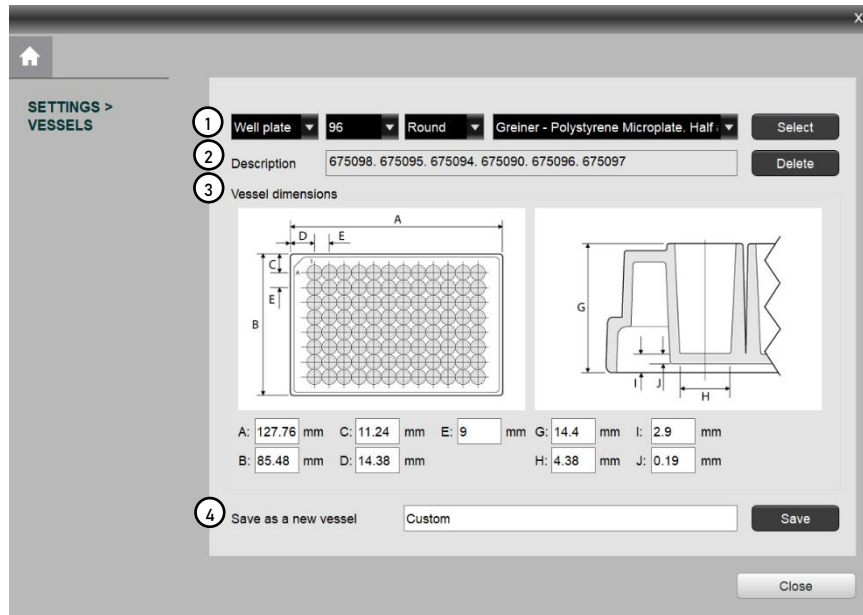 X
SETTINGS >
VESSELS
1 Well plate 96 Round Greiner - Polystyrene Microplate. Half Select
2 Description 675098. 675095. 675094. 675090. 675096. 675097 Delete
3 Vessel dimensions
A
D E
C
A 1
E
B
G
I J
H
A: 127.76 mm C: 11.24 mm E: 9 mm G: 14.4 mm I: 2.9 mm
B: 85.48 mm D: 14.38 mm H: 4.38 mm J: 0.19 mm
4 Save as a new vessel Custom Save
Close